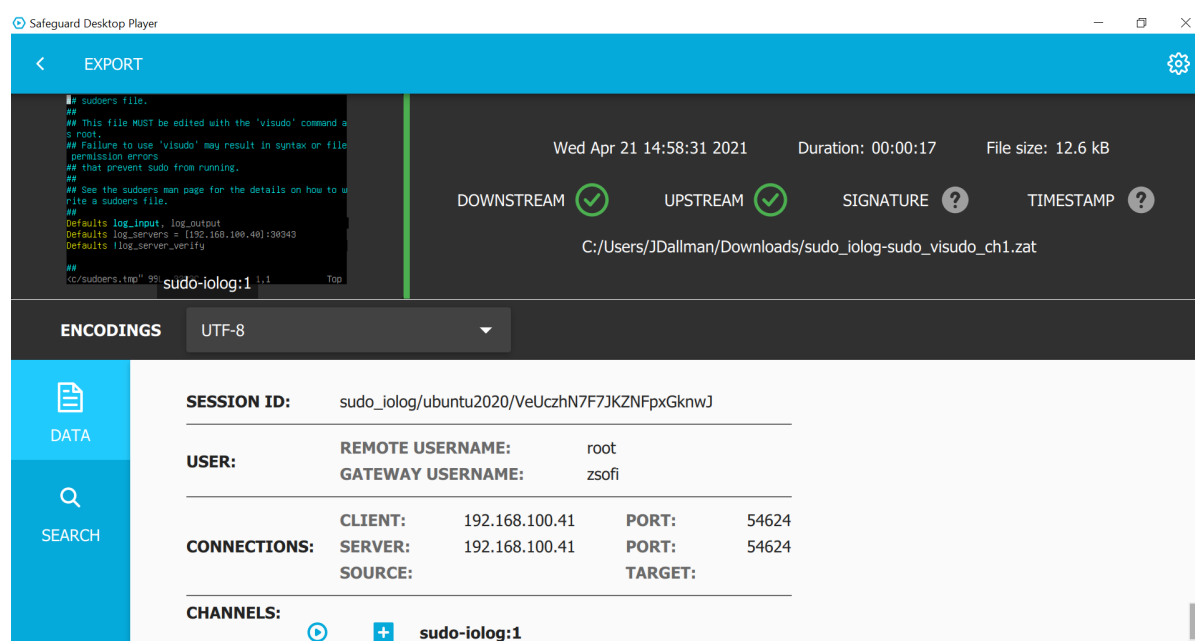 Safeguard Desktop Player
EXPORT
# sudoers file.
##
## This file MUST be edited with the 'visudo' command a
s root.
## Failure to use 'visudo' may result in syntax or file
permission errors
## that prevent sudo from running.
##
## See the sudoers man page for the details on how to w
rite a sudoers file.
##
Defaults log_input, log_output
Defaults log_servers = [192.168.100.40]:30343
Defaults !log_server_verify
##
<c/sudoers.tmp" 99 1,1 Top
sudo-iolog:1
Wed Apr 21 14:58:31 2021 Duration: 00:00:17 File size: 12.6 kB
DOWNSTREAM UPSTREAM SIGNATURE ? TIMESTAMP ?
C:/Users/JDallman/Downloads/sudo_iolog-sudo_visudo_ch1.zat
ENCODINGS UTF-8
DATA
SEARCH
SESSION ID: sudo_iolog/ubuntu2020/VeUczhN7F7JKZNFpxGknwJ
USER: REMOTE USERNAME: root
GATEWAY USERNAME: zsofi
CLIENT: 192.168.100.41 PORT: 54624
CONNECTIONS: SERVER: 192.168.100.41 PORT: 54624
SOURCE: TARGET:
CHANNELS:
sudo-iolog:1